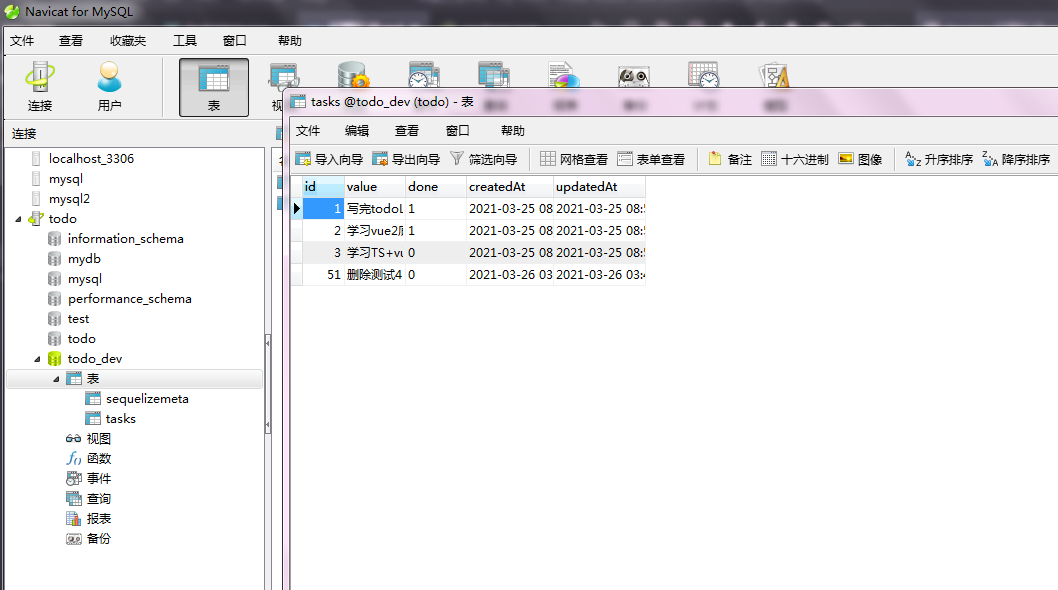 Navicat for MySQL
文件 查看 收藏夹 工具 窗口 帮助
连接 用户 表
tasks @todo_dev (todo) - 表
连接
文件 编辑 查看 窗口 帮助
导入向导 导出向导 筛选向导 网格查看 表单查看 备注 十六进制 图像 升序排序 降序排序
localhost_3306
mysql
mysql2
todo
information_schema
mydb
mysql
performance_schema
test
todo
todo_dev
表
sequelizemeta
tasks
视图
函数
事件
查询
报表
备份
id value done createdAt updatedAt
1 写完todoL 1 2021-03-25 08 2021-03-25 08:
2 学习vue2 1 2021-03-25 08 2021-03-25 08:
3 学习TS+vu 0 2021-03-25 08 2021-03-25 08:
51 删除测试4 0 2021-03-26 03 2021-03-26 03: